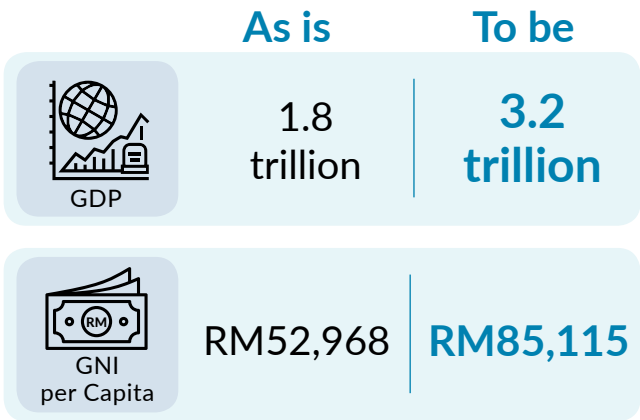 As is To be
GDP
1.8
trillion
3.2
trillion
RM
GNI
per Capita
RM52,968
RM85,115